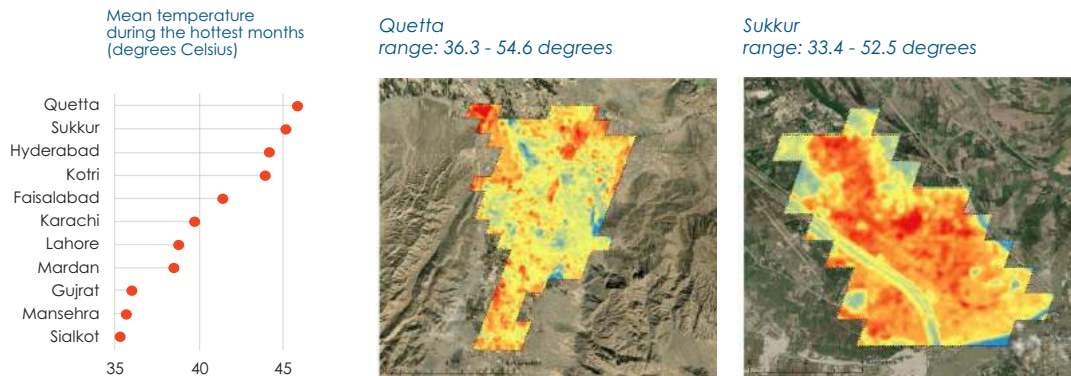 Mean temperature
during the hottest months
(degrees Celsius)
Quetta
Sukkur
Hyderabad
Kotri
Faisalabad
Karachi
Lahore
Mardan
Gujrat
Mansehra
Sialkot
35
40
45
Quetta
range: 36.3 - 54.6 degrees
Sukkur
range: 33.4 - 52.5 degrees